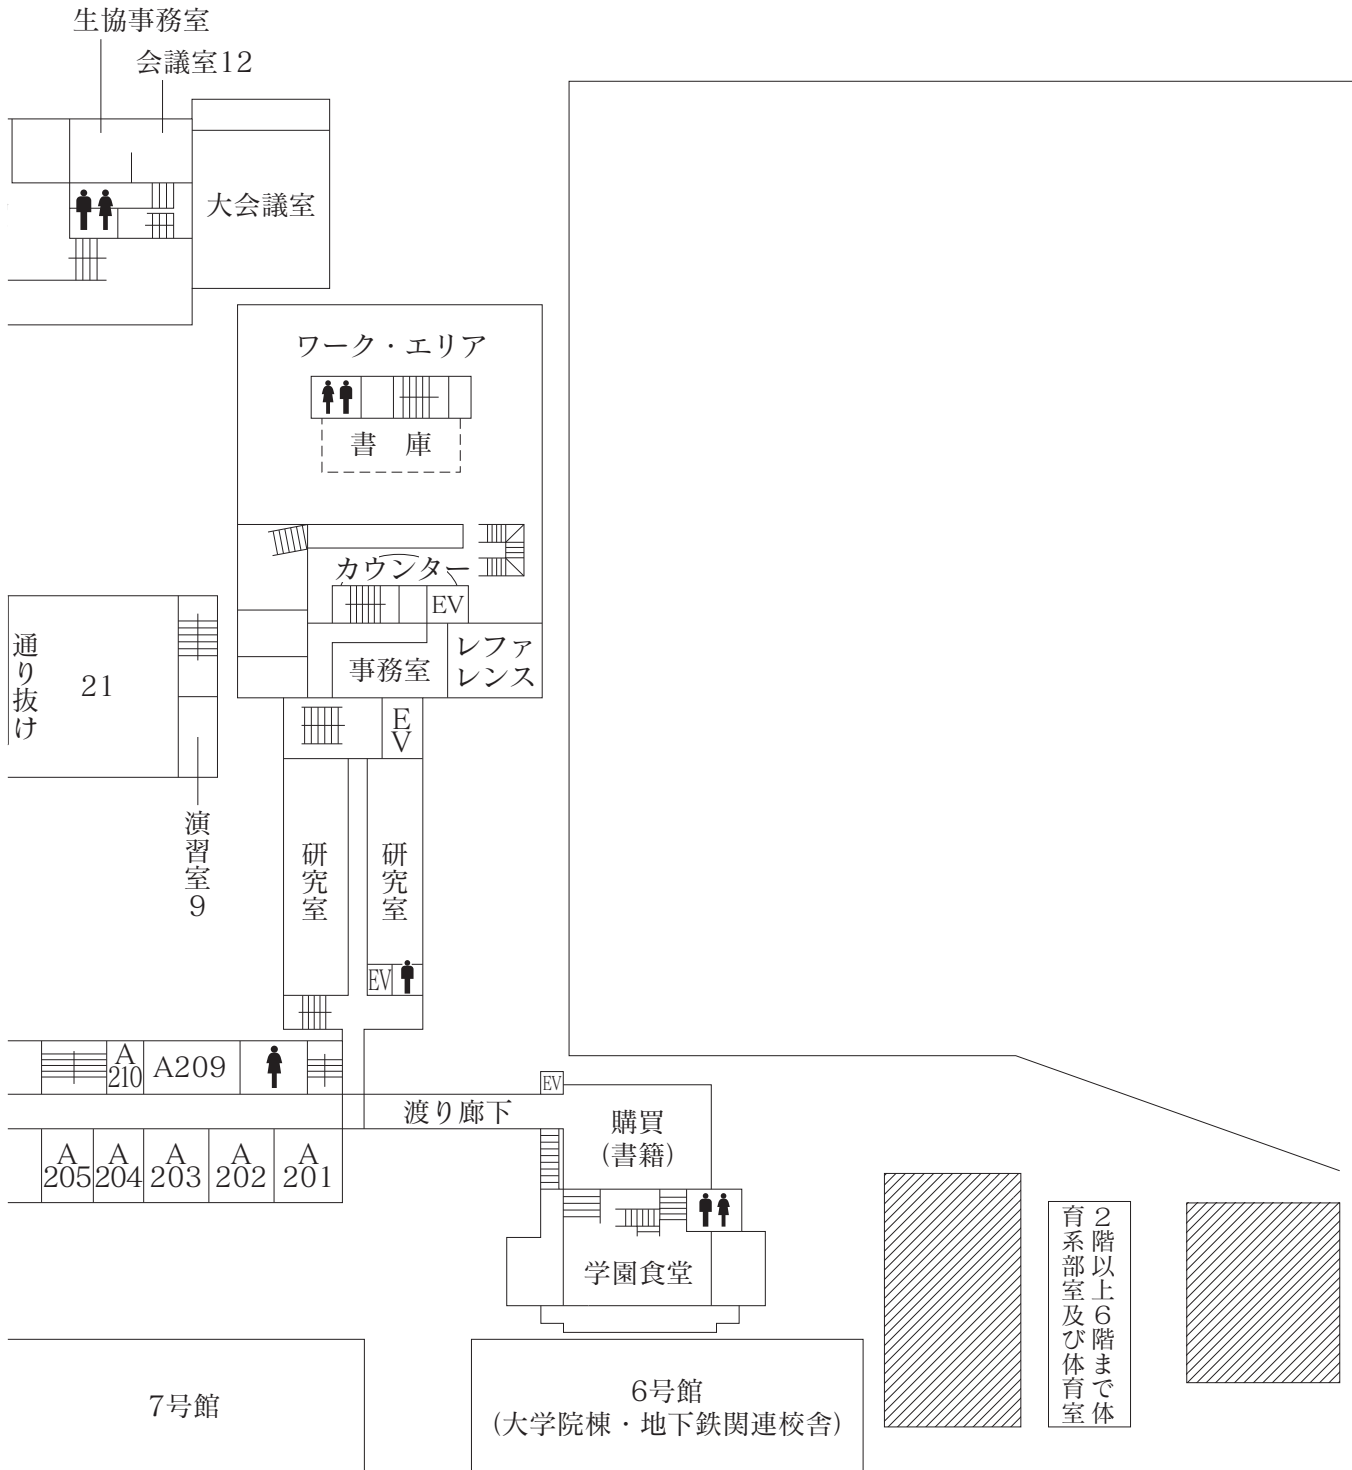 生協事務室
会議室12
大会議室
ワーク・エリア
書 庫
カウンター
EV
レファ
レンス
事務室
通り抜け
21
EV
演習室9
研究室
研究室
EV
A
210
A209
EV
渡り廊下
購買
(書籍)
A
205
A
204
A
203
A
202
A
201
学園食堂
2階以上6階まで体
育系部室及び体育室
7号館
6号館
(大学院棟・地下鉄関連校舎)